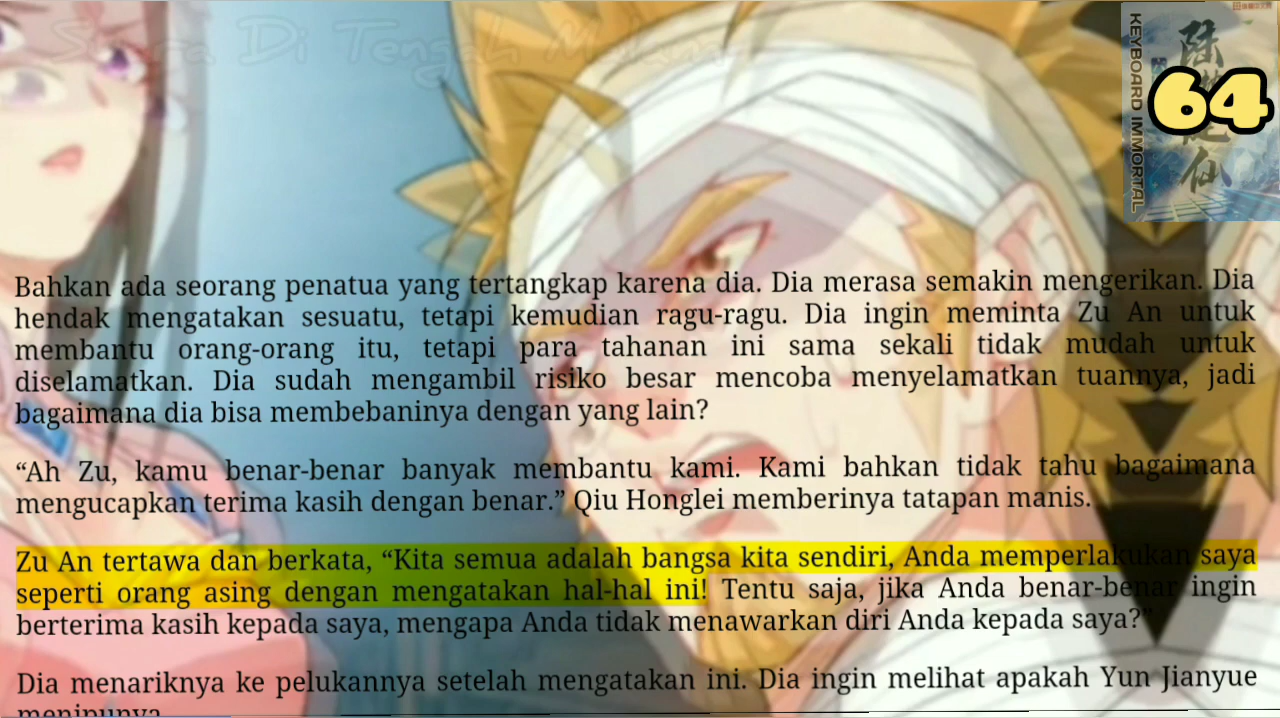 Suara Di Tengah Malam
KEYBOARD IMMORTAL
64
Bahkan ada seorang penatua yang tertangkap karena dia. Dia merasa semakin mengerikan. Dia
hendak mengatakan sesuatu, tetapi kemudian ragu-ragu. Dia ingin meminta Zu An untuk
membantu orang-orang itu, tetapi para tahanan ini sama sekali tidak mudah untuk
diselamatkan. Dia sudah mengambil risiko besar mencoba menyelamatkan tuannya, jadi
bagaimana dia bisa membebaninya dengan yang lain?
“Ah Zu, kamu benar-benar banyak membantu kami. Kami bahkan tidak tahu bagaimana
mengucapkan terima kasih dengan benar.” Qiu Honglei memberinya tatapan manis.
Zu An tertawa dan berkata, “Kita semua adalah bangsa kita sendiri, Anda memperlakukan saya
seperti orang asing dengan mengatakan hal-hal ini! Tentu saja, jika Anda benar-benar ingin
berterima kasih kepada saya, mengapa Anda tidak menawarkan diri Anda kepada saya?”
Dia menariknya ke pelukannya setelah mengatakan ini. Dia ingin melihat apakah Yun Jianyue
menipunya